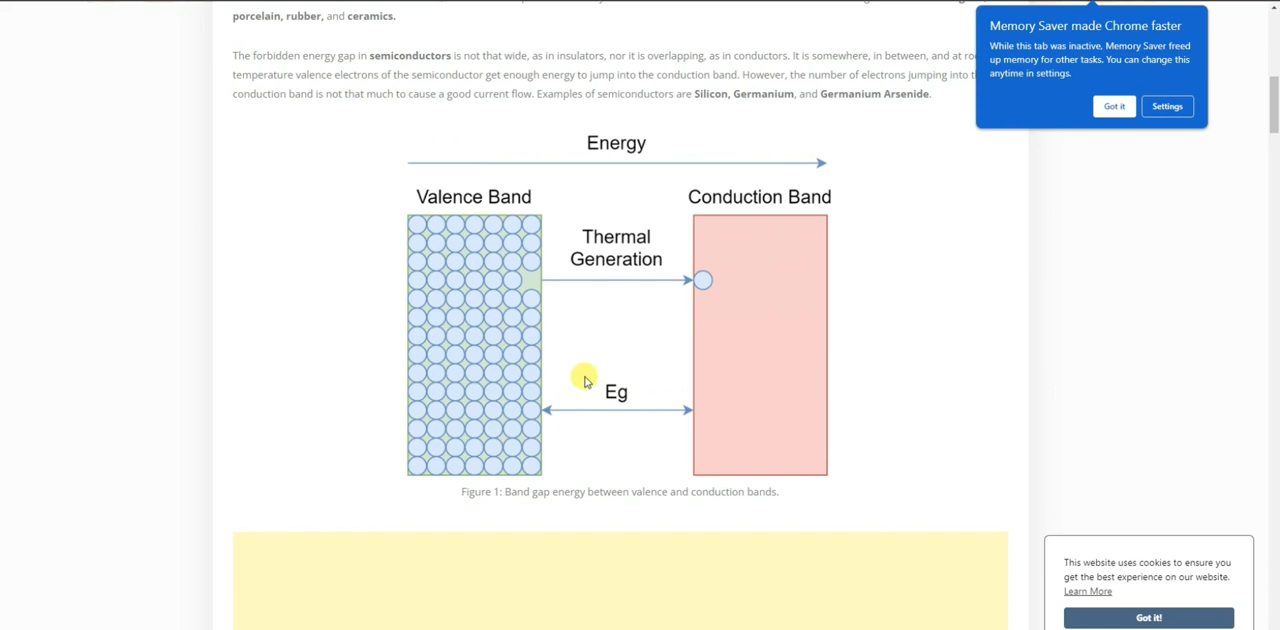 porcelain, rubber, and ceramics.
The forbidden energy gap in semiconductors is not that wide, as in insulators, nor it is overlapping, as in conductors. It is somewhere, in between, and at
temperature valence electrons of the semiconductor get enough energy to jump into the conduction band. However, the number of electrons jumping into
conduction band is not that much to cause a good current flow. Examples of semiconductors are Silicon, Germanium, and Germanium Arsenide.
Memory Saver made Chrome faster
While this tab was inactive, Memory Saver freed
up memory for other tasks. You can change this
anytime in settings.
Got it
Settings
Energy
Valence Band
Conduction Band
Thermal
Generation
Eg
Figure 1: Band gap energy between valence and conduction bands.
This website uses cookies to ensure you
get the best experience on our website.
Learn More
Got it!